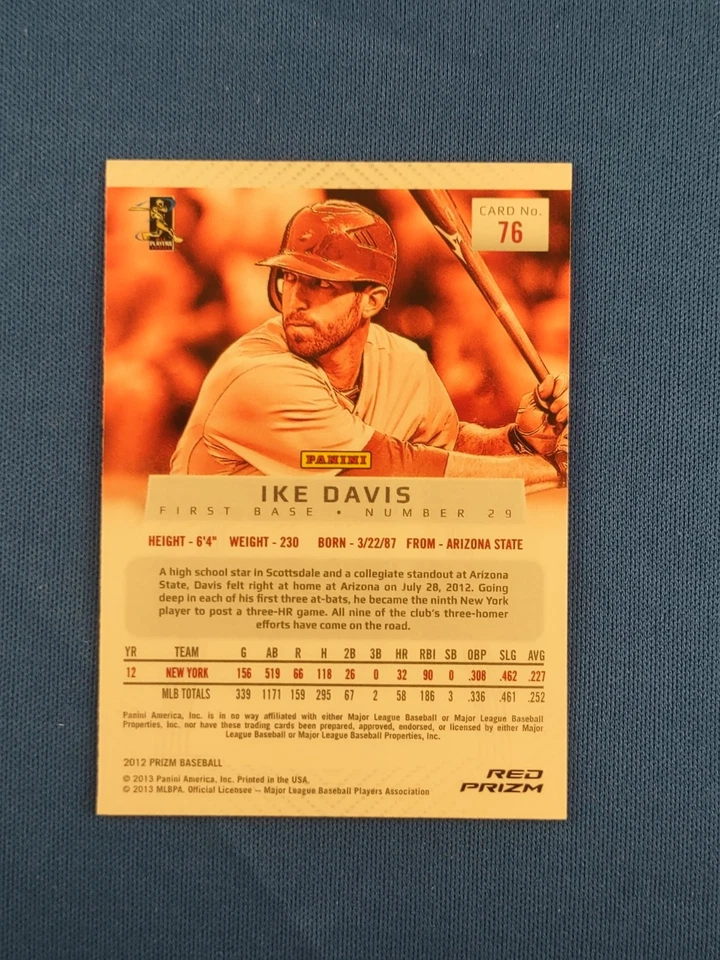 PLAYERS
CARD No.
76
PANINI
IKE DAVIS
FIRST BASE • NUMBER 29
HEIGHT - 6'4" WEIGHT - 230 BORN - 3/22/87 FROM - ARIZONA STATE
A high school star in Scottsdale and a collegiate standout at Arizona
State, Davis felt right at home at Arizona on July 28, 2012. Going
deep in each of his first three at-bats, he became the ninth New York
player to post a three-HR game. All nine of the club's three-homer
efforts have come on the road.
YR TEAM G AB R H 2B 3B HR RBI SB OBP SLG AVG
12 NEW YORK 156 519 66 118 26 0 32 90 0 .308 .462 .227
MLB TOTALS 339 1171 159 295 67 2 58 186 3 .336 .461 .252
Panini America, Inc. is in no way affiliated with either Major League Baseball or Major League Baseball
Properties, Inc. nor have these trading cards been prepared, approved, endorsed, or licensed by either Major
League Baseball or Major League Baseball Properties, Inc.
2012 PRIZM BASEBALL
© 2013 Panini America, Inc. Printed in the USA.
© 2013 MLBPA. Official Licensee – Major League Baseball Players Association
RED
PRIZM